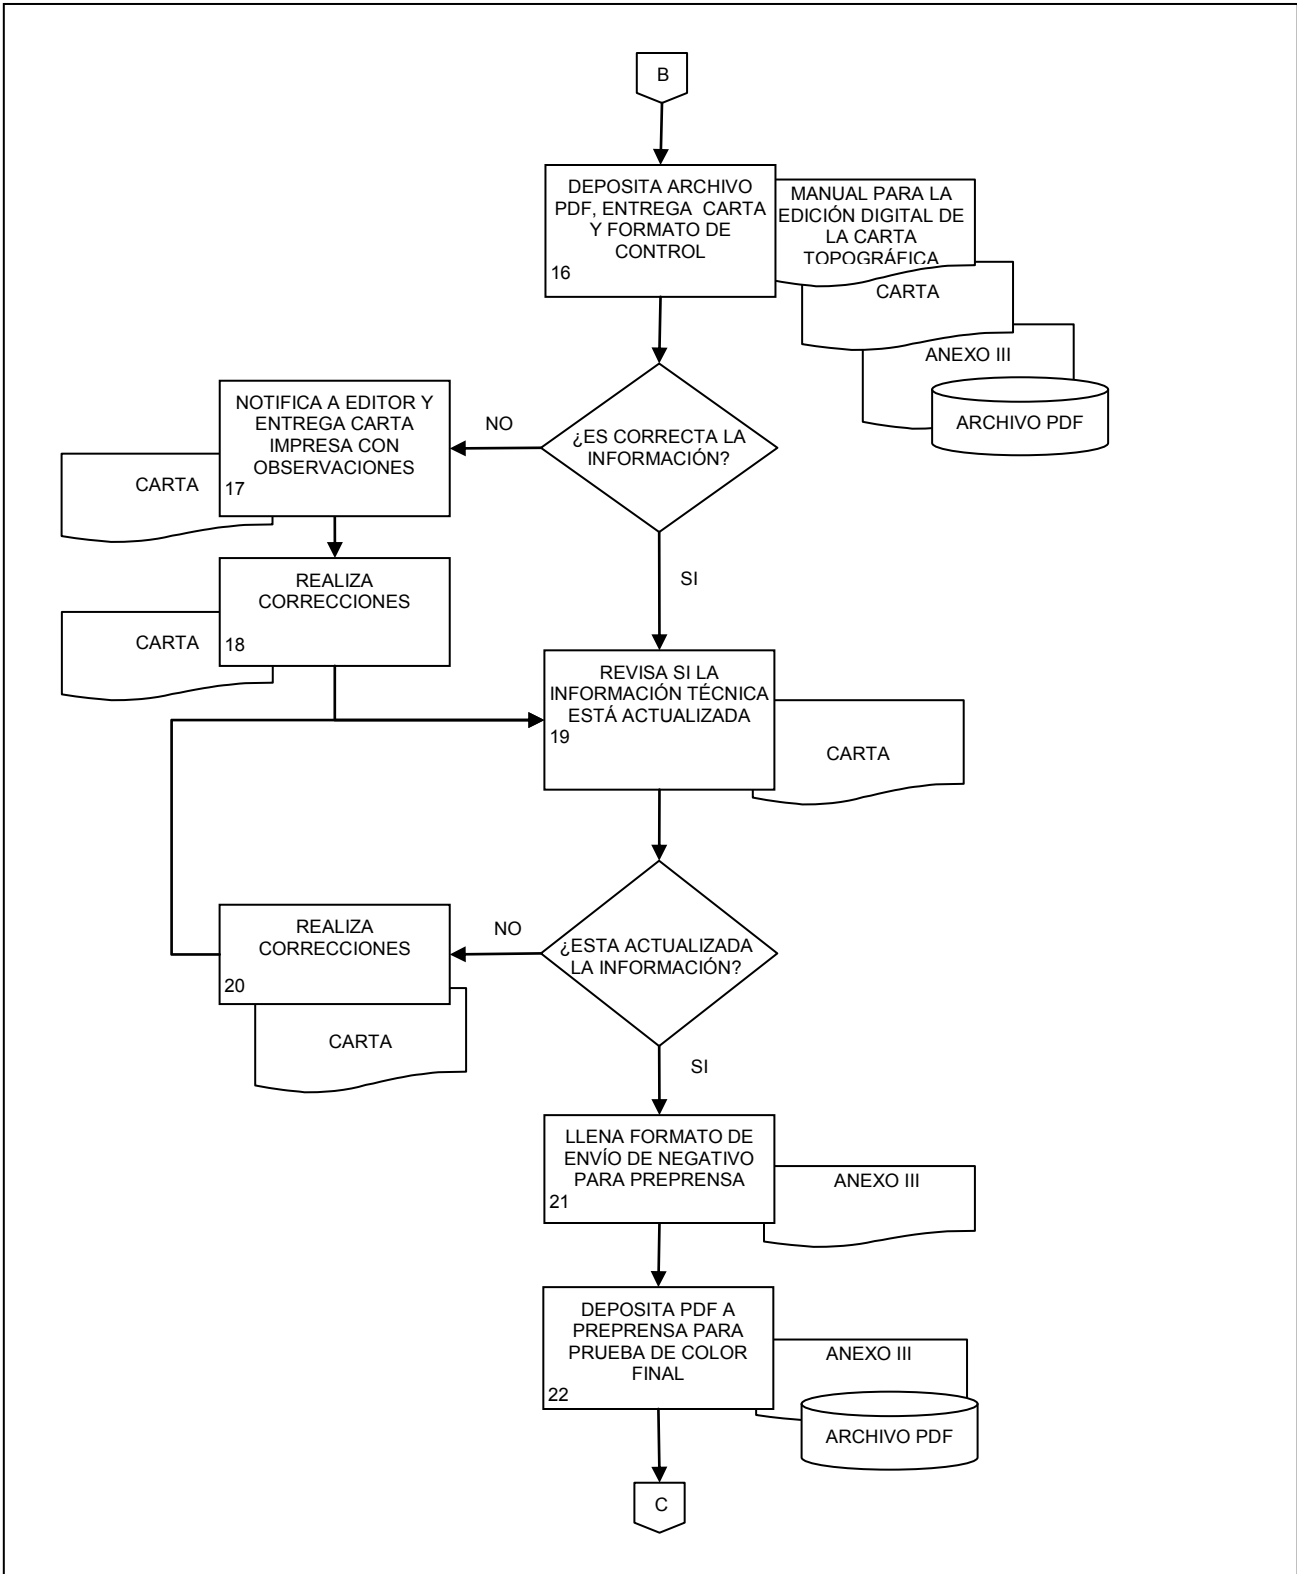 B
DEPOSITA ARCHIVO
PDF, ENTREGA CARTA
Y FORMATO DE
CONTROL
16
MANUAL PARA LA
EDICIÓN DIGITAL DE
LA CARTA
TOPOGRÁFICA
CARTA
ANEXO III
ARCHIVO PDF
¿ES CORRECTA LA
INFORMACIÓN?
NO
NOTIFICA A EDITOR Y
ENTREGA CARTA
IMPRESA CON
OBSERVACIONES
17
CARTA
REALIZA
CORRECCIONES
18
CARTA
SI
REVISA SI LA
INFORMACIÓN TÉCNICA
ESTÁ ACTUALIZADA
19
CARTA
¿ESTA ACTUALIZADA
LA INFORMACIÓN?
NO
REALIZA
CORRECCIONES
20
CARTA
SI
LLENA FORMATO DE
ENVÍO DE NEGATIVO
PARA PREPRENSA
21
ANEXO III
DEPOSITA PDF A
PREPRENSA PARA
PRUEBA DE COLOR
FINAL
22
ANEXO III
ARCHIVO PDF
C